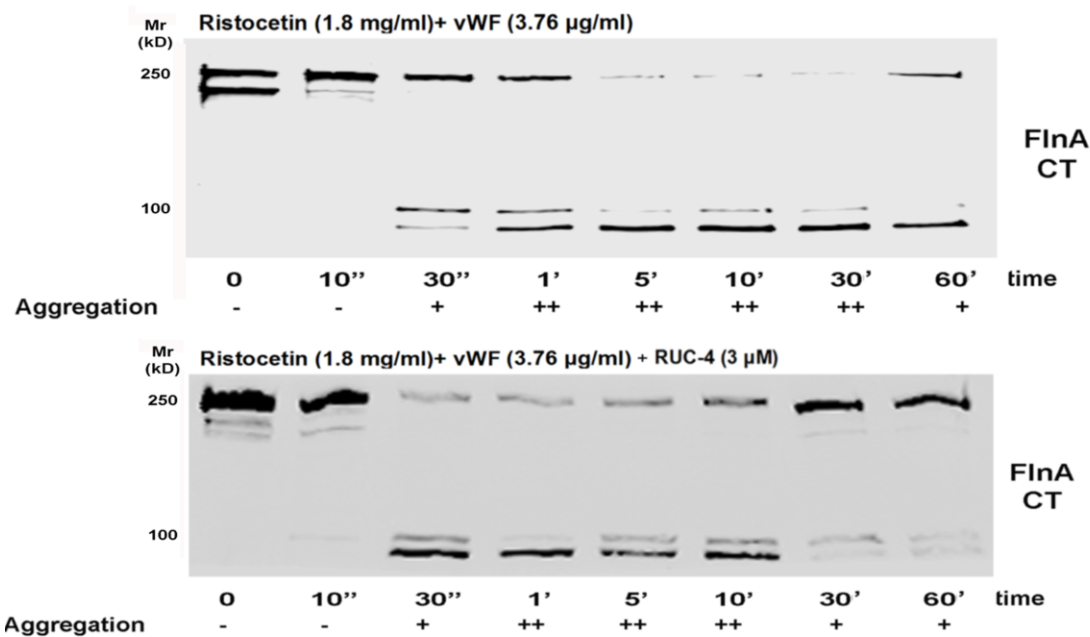 Mr
(kD)
Ristocetin (1.8 mg/ml)+ vWF (3.76 µg/ml)
250
100
FlnA
CT
0 10” 30” 1’ 5’ 10’ 30’ 60’ time
Aggregation - - + ++ ++ ++ ++ +
Mr
(kD)
Ristocetin (1.8 mg/ml)+ vWF (3.76 µg/ml) + RUC-4 (3 µM)
250
100
FlnA
CT
0 10” 30” 1’ 5’ 10’ 30’ 60’ time
Aggregation - - + ++ ++ ++ + +